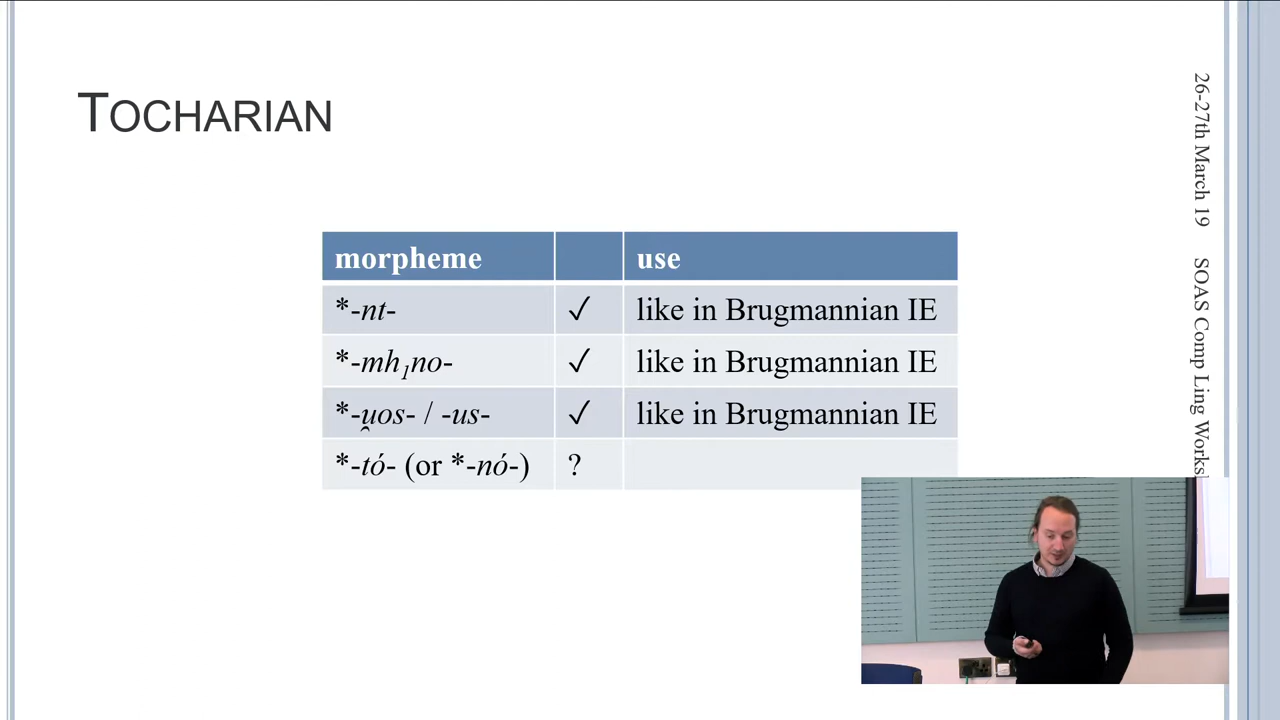 TOCHARIAN
morpheme use
*-nt- ✓ like in Brugmannian IE
*-mh₁no- ✓ like in Brugmannian IE
*-u̯os- / -us- ✓ like in Brugmannian IE
*-tó- (or *-nó-) ?
26-27th March 19 SOAS Comp Ling